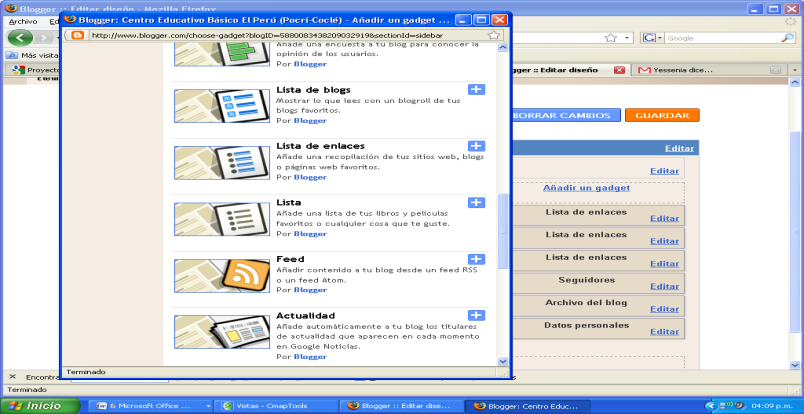 Blogger :: Editar diseño - Mozilla Firefox
Blogger: Centro Educativo Básico El Perú (Pocrí-Coclé) - Añadir un gadget ...
Archivo Ed
http://www.blogger.com/choose-gadget?blogID=5880083438209032919&sectionId=sidebar
Google
Más visita
Proyecto
gger :: Editar diseño
Yessenia dice...
Añade una encuesta a tu blog para conocer la
opinión de los usuarios.
Por Blogger
Lista de blogs
Mostrar lo que lees con un blogroll de tus
blogs favoritos.
Por Blogger
Lista de enlaces
Añade una recopilación de tus sitios web, blogs
o páginas web favoritos.
Por Blogger
Lista
Añade una lista de tus libros y películas
favoritos o cualquier cosa que te guste.
Por Blogger
Feed
Añadir contenido a tu blog desde un feed RSS
o un feed Atom.
Por Blogger
Actualidad
Añade automáticamente a tu blog los titulares
de actualidad que aparecen en cada momento
en Google Noticias.
Por Blogger
Terminado
BORRAR CAMBIOS
GUARDAR
Editar
Editar
Añadir un gadget
Lista de enlaces
Editar
Lista de enlaces
Editar
Lista de enlaces
Editar
Seguidores
Editar
Archivo del blog
Editar
Datos personales
Editar
Encontra
Terminado
Inicio
6 Microsoft Office ...
Vistas - CmapTools
Blogger :: Editar dise...
Blogger: Centro Educ...
04:09 p.m.